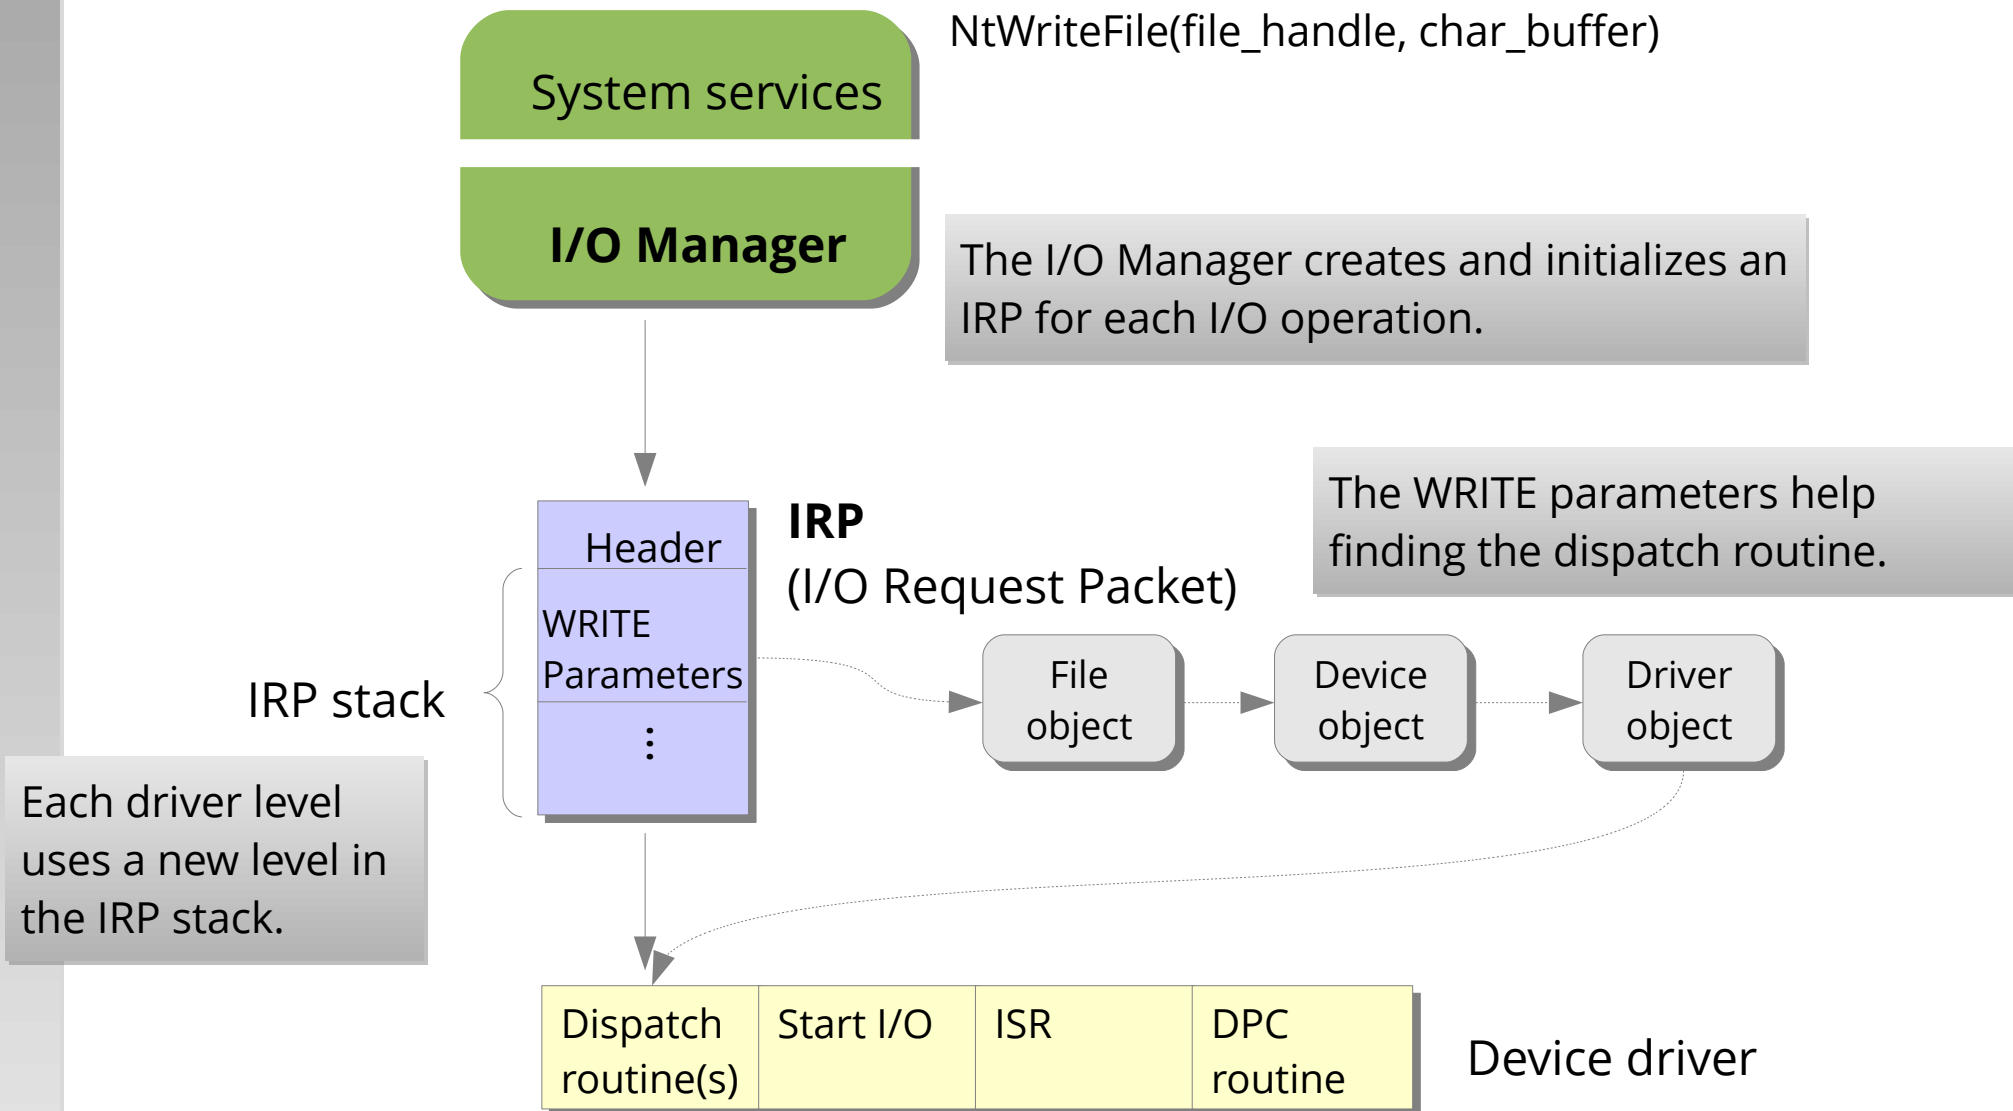 NtWriteFile(file_handle, char_buffer)
System services
I/O Manager
The I/O Manager creates and initializes an
IRP for each I/O operation.
The WRITE parameters help
finding the dispatch routine.
IRP
(I/O Request Packet)
Header
WRITE
Parameters
⋮
IRP stack
File
object
Device
object
Driver
object
Each driver level
uses a new level in
the IRP stack.
Dispatch
routine(s)
Start I/O
ISR
DPC
routine
Device driver